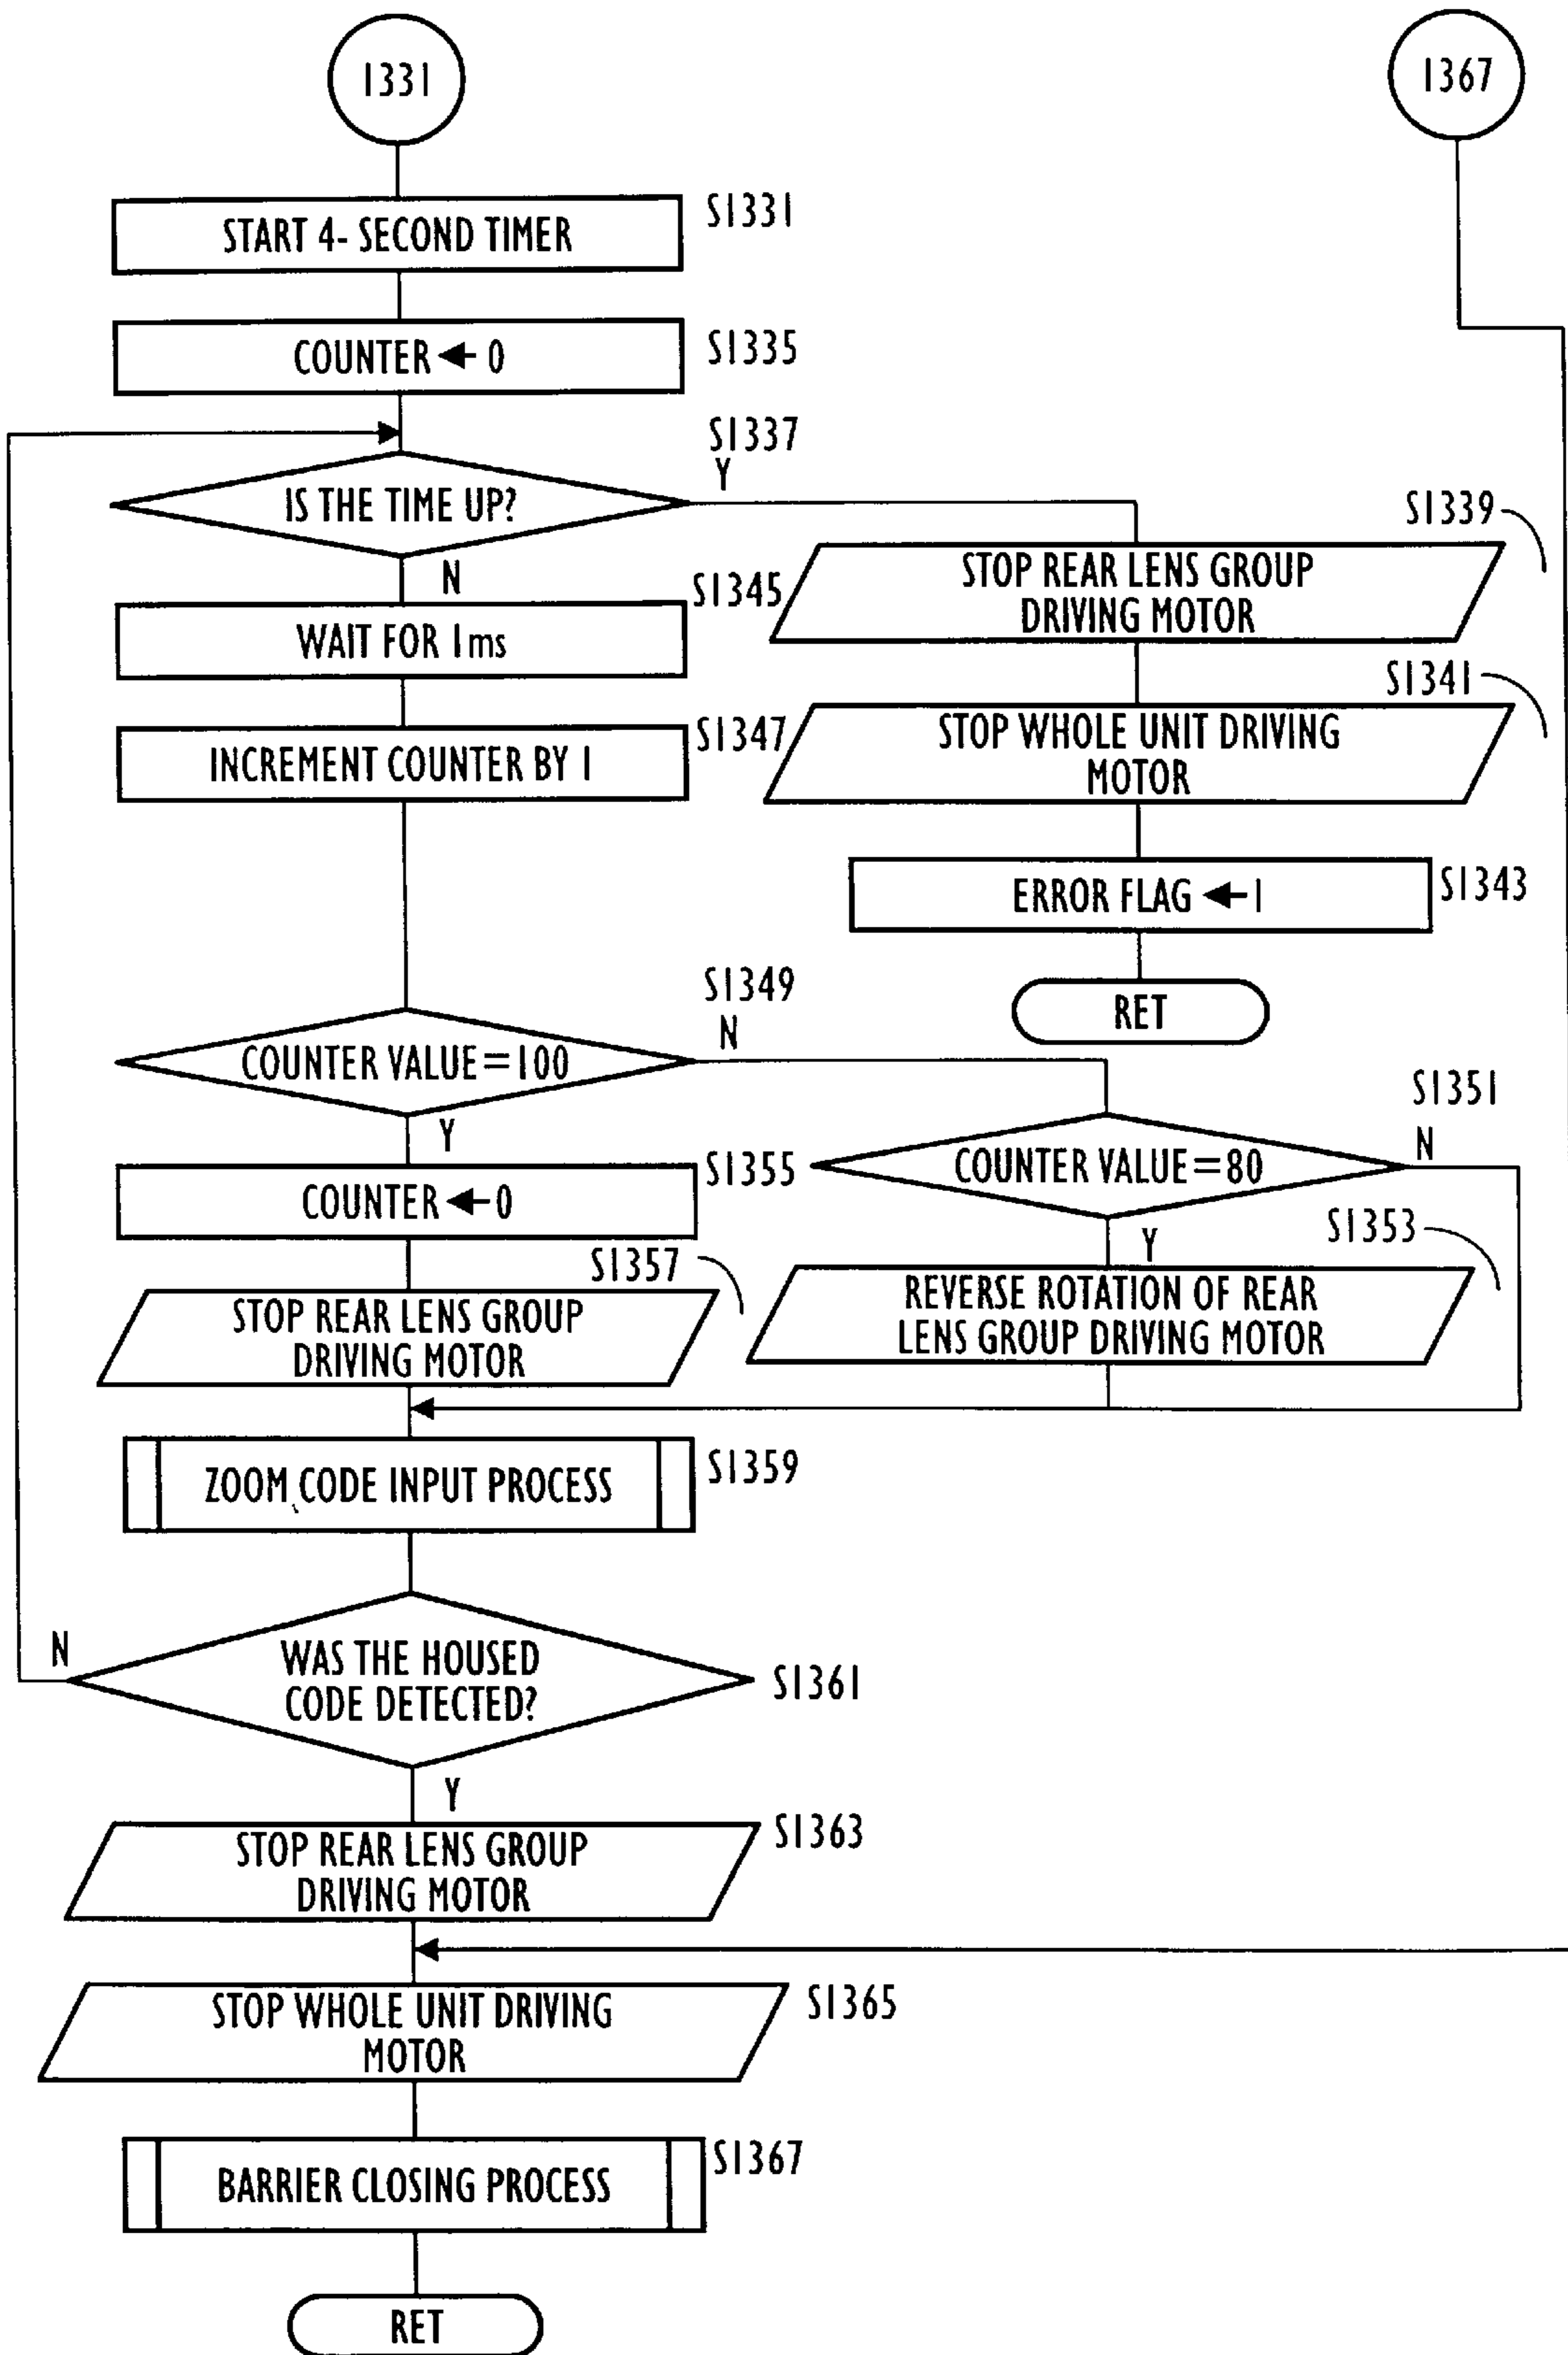 1331
1367
START 4- SECOND TIMER
S1331
COUNTER ← 0
S1335
S1337
IS THE TIME UP?
Y
N
S1339
STOP REAR LENS GROUP
DRIVING MOTOR
S1345
WAIT FOR 1ms
S1341
STOP WHOLE UNIT DRIVING
MOTOR
S1347
INCREMENT COUNTER BY 1
ERROR FLAG ← 1
S1343
RET
S1349
COUNTER VALUE=100
N
Y
S1351
COUNTER VALUE=80
N
Y
S1355
COUNTER ← 0
S1353
REVERSE ROTATION OF REAR
LENS GROUP DRIVING MOTOR
S1357
STOP REAR LENS GROUP
DRIVING MOTOR
ZOOM CODE INPUT PROCESS
S1359
N
WAS THE HOUSED
CODE DETECTED?
S1361
Y
STOP REAR LENS GROUP
DRIVING MOTOR
S1363
STOP WHOLE UNIT DRIVING
MOTOR
S1365
BARRIER CLOSING PROCESS
S1367
RET